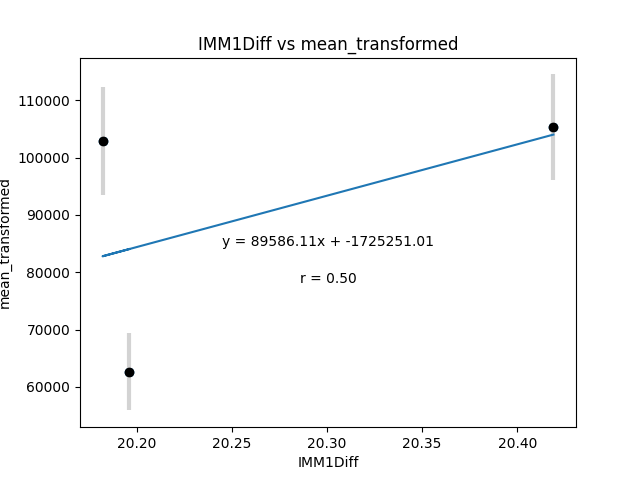 IMM1Diff vs mean_transformed
110000
100000
90000
80000
70000
60000
mean_transformed
y = 89586.11x + -1725251.01
r = 0.50
20.20
20.25
20.30
20.35
20.40
IMM1Diff